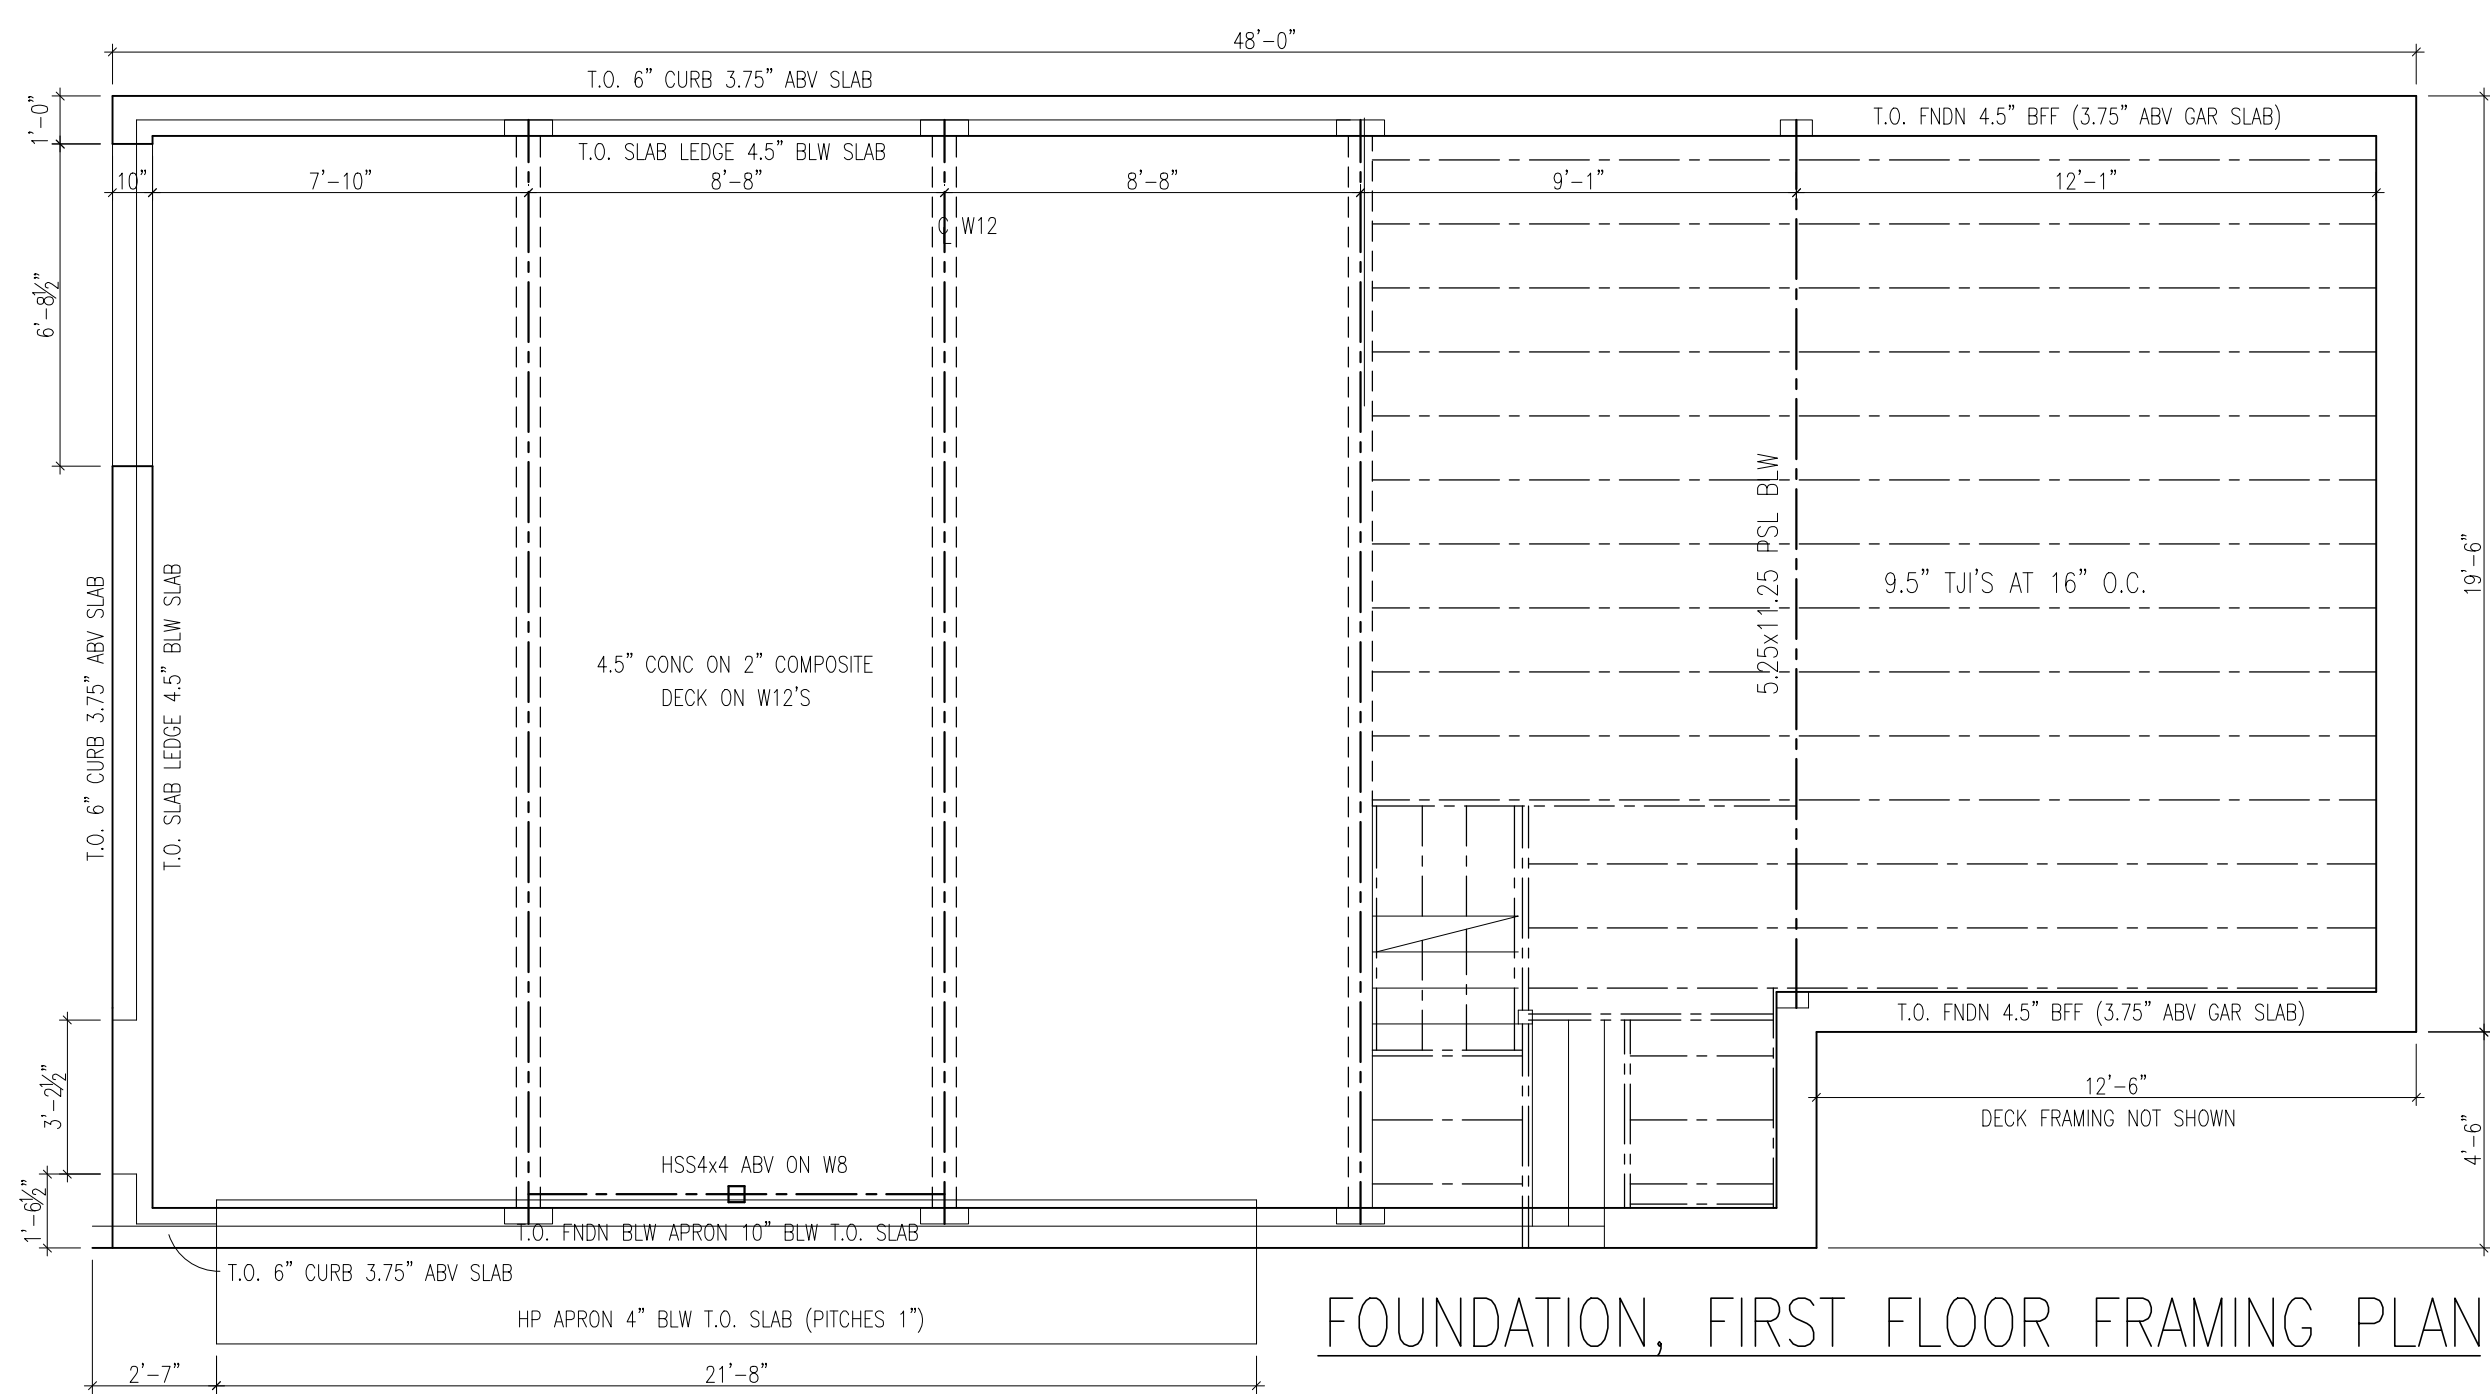 48'-0"
T.O. 6" CURB 3.75" ABV SLAB
1'-0"
T.O. FNDN 4.5" BFF (3.75" ABV GAR SLAB)
T.O. SLAB LEDGE 4.5" BLW SLAB
10"
7'-10"
8'-8"
8'-8"
9'-1"
12'-1"
℄ W12
6'-8½"
5.25x11.25 PSL BLW
19'-6"
9.5" TJI'S AT 16" O.C.
T.O. 6" CURB 3.75" ABV SLAB
T.O. SLAB LEDGE 4.5" BLW SLAB
4.5" CONC ON 2" COMPOSITE
DECK ON W12'S
T.O. FNDN 4.5" BFF (3.75" ABV GAR SLAB)
3'-2½"
12'-6"
DECK FRAMING NOT SHOWN
4'-6"
HSS4x4 ABV ON W8
1'-6½"
T.O. FNDN BLW APRON 10" BLW T.O. SLAB
T.O. 6" CURB 3.75" ABV SLAB
HP APRON 4" BLW T.O. SLAB (PITCHES 1")
FOUNDATION, FIRST FLOOR FRAMING PLAN
2'-7"
21'-8"